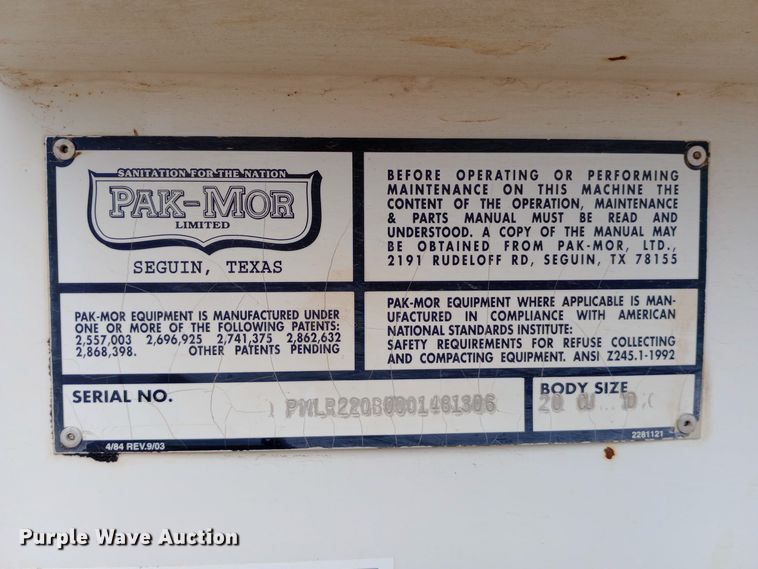 SANITATION FOR THE NATION
PAK-MOR
LIMITED
SEGUIN, TEXAS
BEFORE OPERATING OR PERFORMING
MAINTENANCE ON THIS MACHINE THE
CONTENT OF THE OPERATION, MAINTENANCE
& PARTS MANUAL MUST BE READ AND
UNDERSTOOD. A COPY OF THE MANUAL MAY
BE OBTAINED FROM PAK-MOR, LTD.,
2191 RUDELOFF RD, SEGUIN, TX 78155
PAK-MOR EQUIPMENT IS MANUFACTURED UNDER
ONE OR MORE OF THE FOLLOWING PATENTS:
2,557,003 2,696,925 2,741,375 2,862,632
2,868,398. OTHER PATENTS PENDING
PAK-MOR EQUIPMENT WHERE APPLICABLE IS MAN-
UFACTURED IN COMPLIANCE WITH AMERICAN
NATIONAL STANDARDS INSTITUTE:
SAFETY REQUIREMENTS FOR REFUSE COLLECTING
AND COMPACTING EQUIPMENT. ANSI Z245.1-1992
SERIAL NO.
BODY SIZE
20 CU
4/84 REV.9/03
2281121
Purple Wave Auction